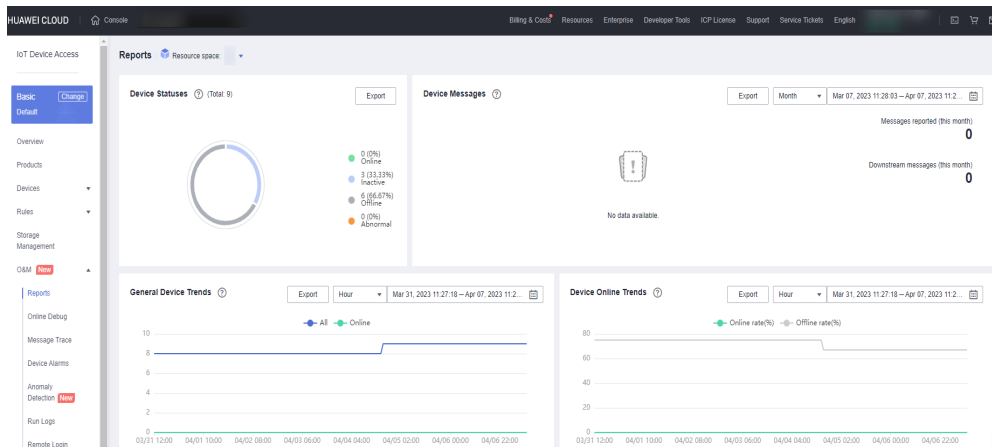 HUAWEI CLOUD Console Billing & Costs Resources Enterprise Developer Tools ICP License Support Service Tickets English
IoT Device Access
Basic Change
Default
Overview
Products
Devices
Rules
Storage
Management
O&M New
Reports
Online Debug
Message Trace
Device Alarms
Anomaly
Detection New
Run Logs
Remote Login
Reports Resource space:
Device Statuses ? (Total: 9) Export
0 (0%)
Online
3 (33,33%)
Inactive
6 (66.67%)
Offline
0 (0%)
Abnormal
Device Messages ? Export Month Mar 07, 2023 11:28:03 – Apr 07, 2023 11:2...
Messages reported (this month)
0
Downstream messages (this month)
0
No data available.
General Device Trends ? Export Hour Mar 31, 2023 11:27:18 – Apr 07, 2023 11:2...
All Online
10
8
6
4
2
0
03/31 12:00 04/01 10:00 04/02 08:00 04/03 06:00 04/04 04:00 04/05 02:00 04/06 00:00 04/06 22:00
Device Online Trends ? Export Hour Mar 31, 2023 11:27:18 – Apr 07, 2023 11:2...
Online rate(%) Offline rate(%)
80
60
40
20
0
03/31 12:00 04/01 10:00 04/02 08:00 04/03 06:00 04/04 04:00 04/05 02:00 04/06 00:00 04/06 22:00